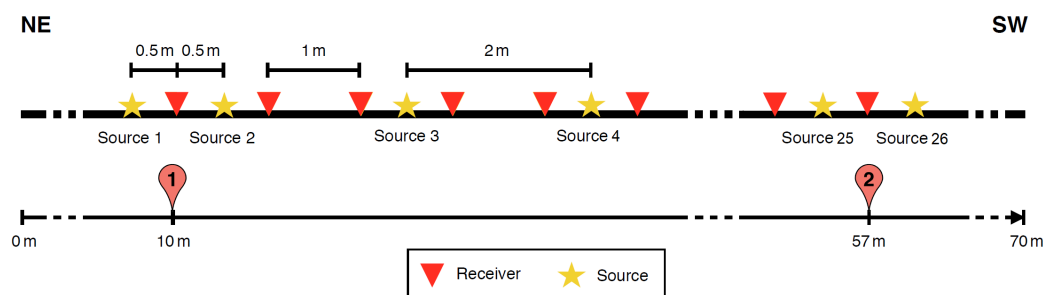 NE
SW
0.5 m 0.5 m
1 m
2 m
Source 1
Source 2
Source 3
Source 4
Source 25
Source 26
1
2
0 m
10 m
57 m
70 m
Receiver
Source